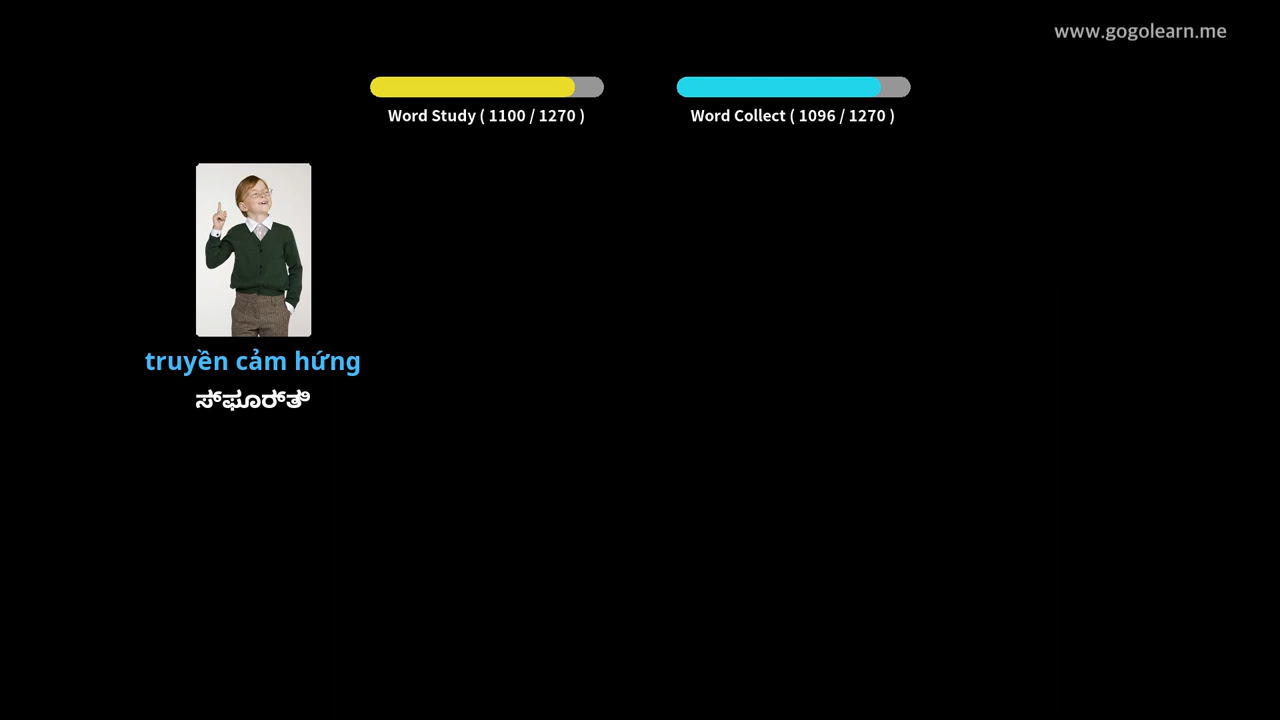 www.gogolearn.me
Word Study ( 1100 / 1270 )
Word Collect ( 1096 / 1270 )
truyền cảm hứng
ಸ್ಫೂರ್ತಿ